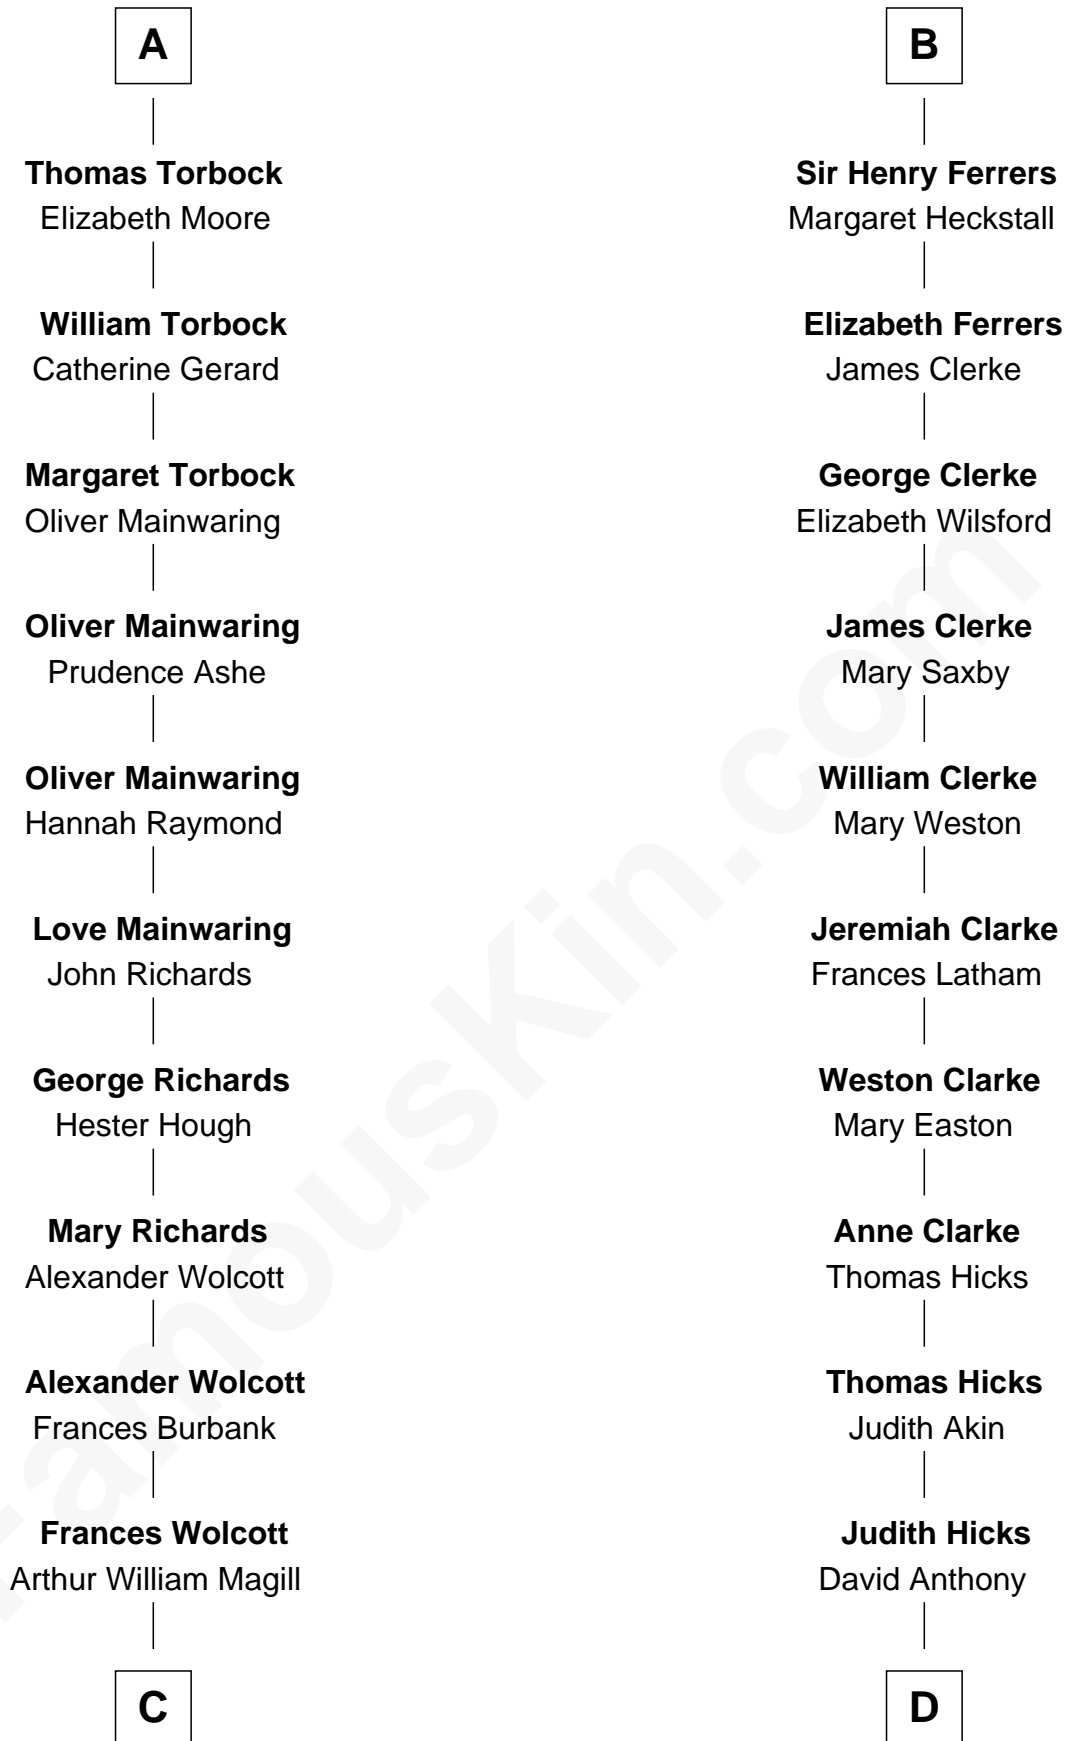 A
Thomas Torbock
Elizabeth Moore
William Torbock
Catherine Gerard
Margaret Torbock
Oliver Mainwaring
Oliver Mainwaring
Prudence Ashe
Oliver Mainwaring
Hannah Raymond
Love Mainwaring
John Richards
George Richards
Hester Hough
Mary Richards
Alexander Wolcott
Alexander Wolcott
Frances Burbank
Frances Wolcott
Arthur William Magill
C
B
Sir Henry Ferrers
Margaret Heckstall
Elizabeth Ferrers
James Clerke
George Clerke
Elizabeth Wilsford
James Clerke
Mary Saxby
William Clerke
Mary Weston
Jeremiah Clarke
Frances Latham
Weston Clarke
Mary Easton
Anne Clarke
Thomas Hicks
Thomas Hicks
Judith Akin
Judith Hicks
David Anthony
D
FamousKin.com